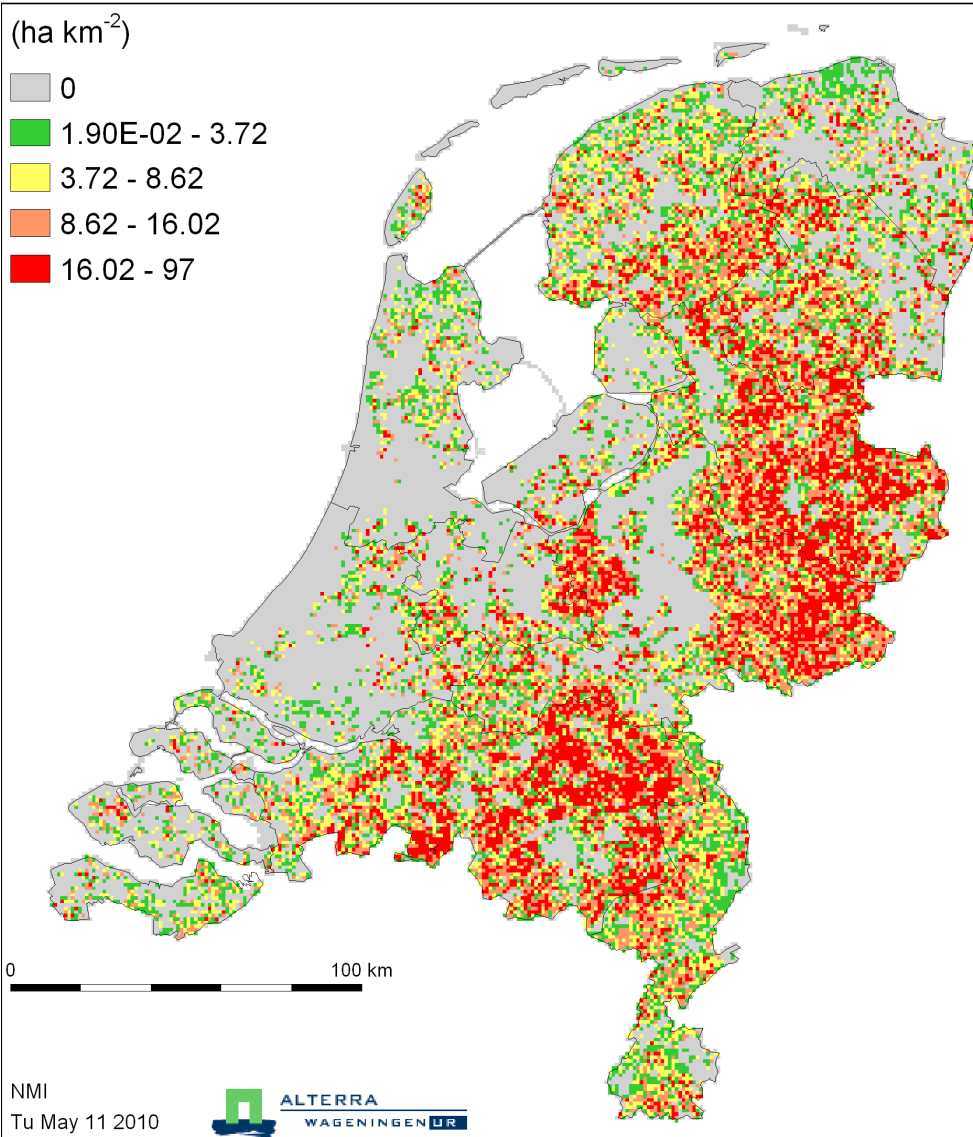 (ha km-2)
0
1.90E-02 - 3.72
3.72 - 8.62
8.62 - 16.02
16.02 - 97
0
100 km
NMI
Tu May 11 2010
ALTERRA
WAGENINGEN UR